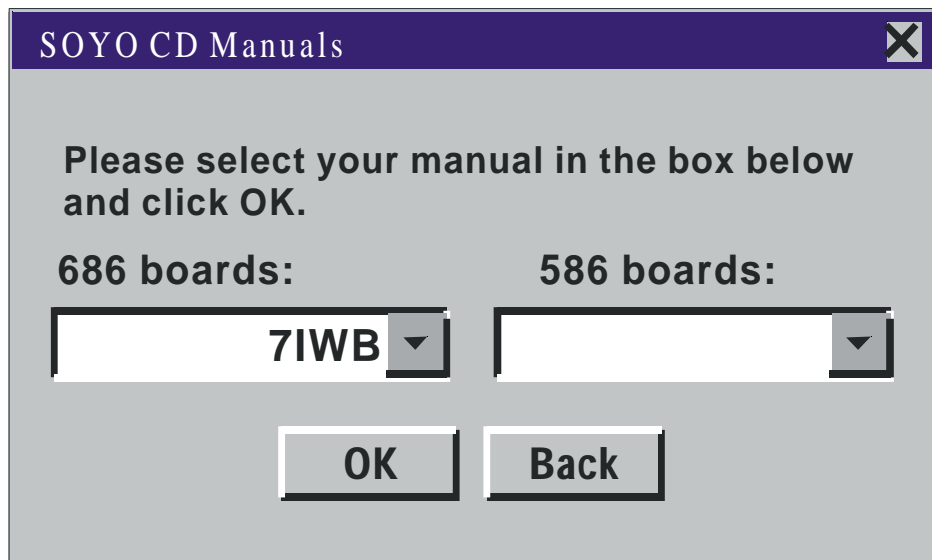 SOYO CD Manuals
Please select your manual in the box below
and click OK.
686 boards: 586 boards:
7IWB
OK Back